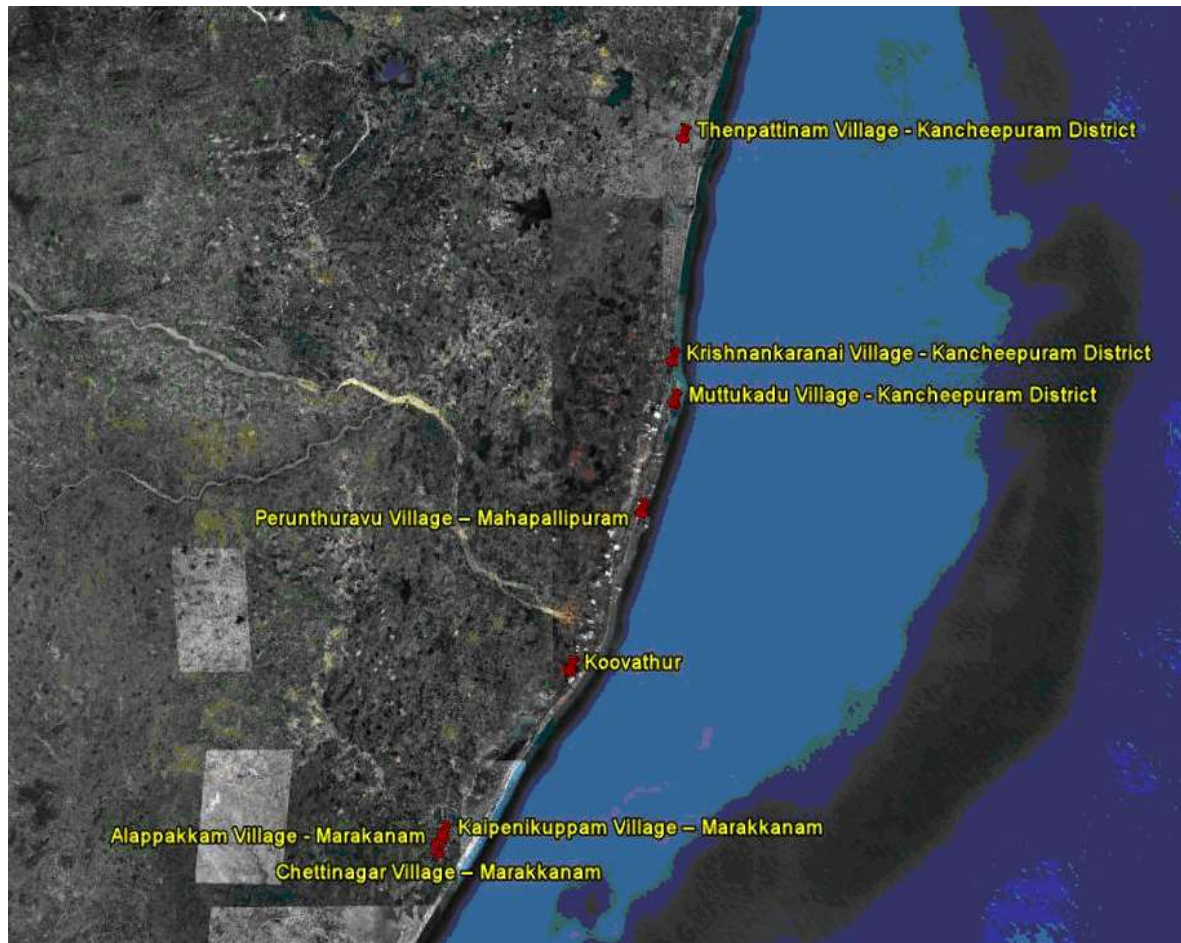 Thenpattinam Village - Kancheepuram District
Krishnankaranai Village - Kancheepuram District
Muttukadu Village - Kancheepuram District
Perunthuravu Village – Mahapallipuram
Koovathur
Kaipenikuppam Village – Marakkanam
Alappakkam Village - Marakanam
Chettinagar Village – Marakkanam